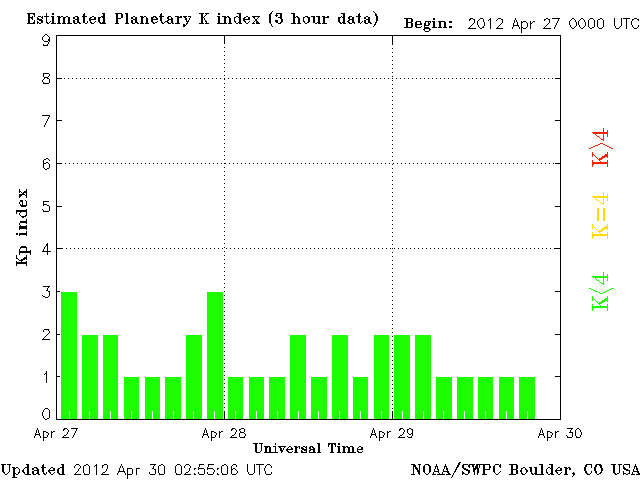 Estimated Planetary K index (3 hour data) Begin: 2012 Apr 27 0000 UTC
9
8
7
6
5
4
3
2
1
0
Kp index
K>4
K=4
K<4
Apr 27 Apr 28 Apr 29 Apr 30
Universal Time
Updated 2012 Apr 30 02:55:06 UTC NOAA/SWPC Boulder, CO USA